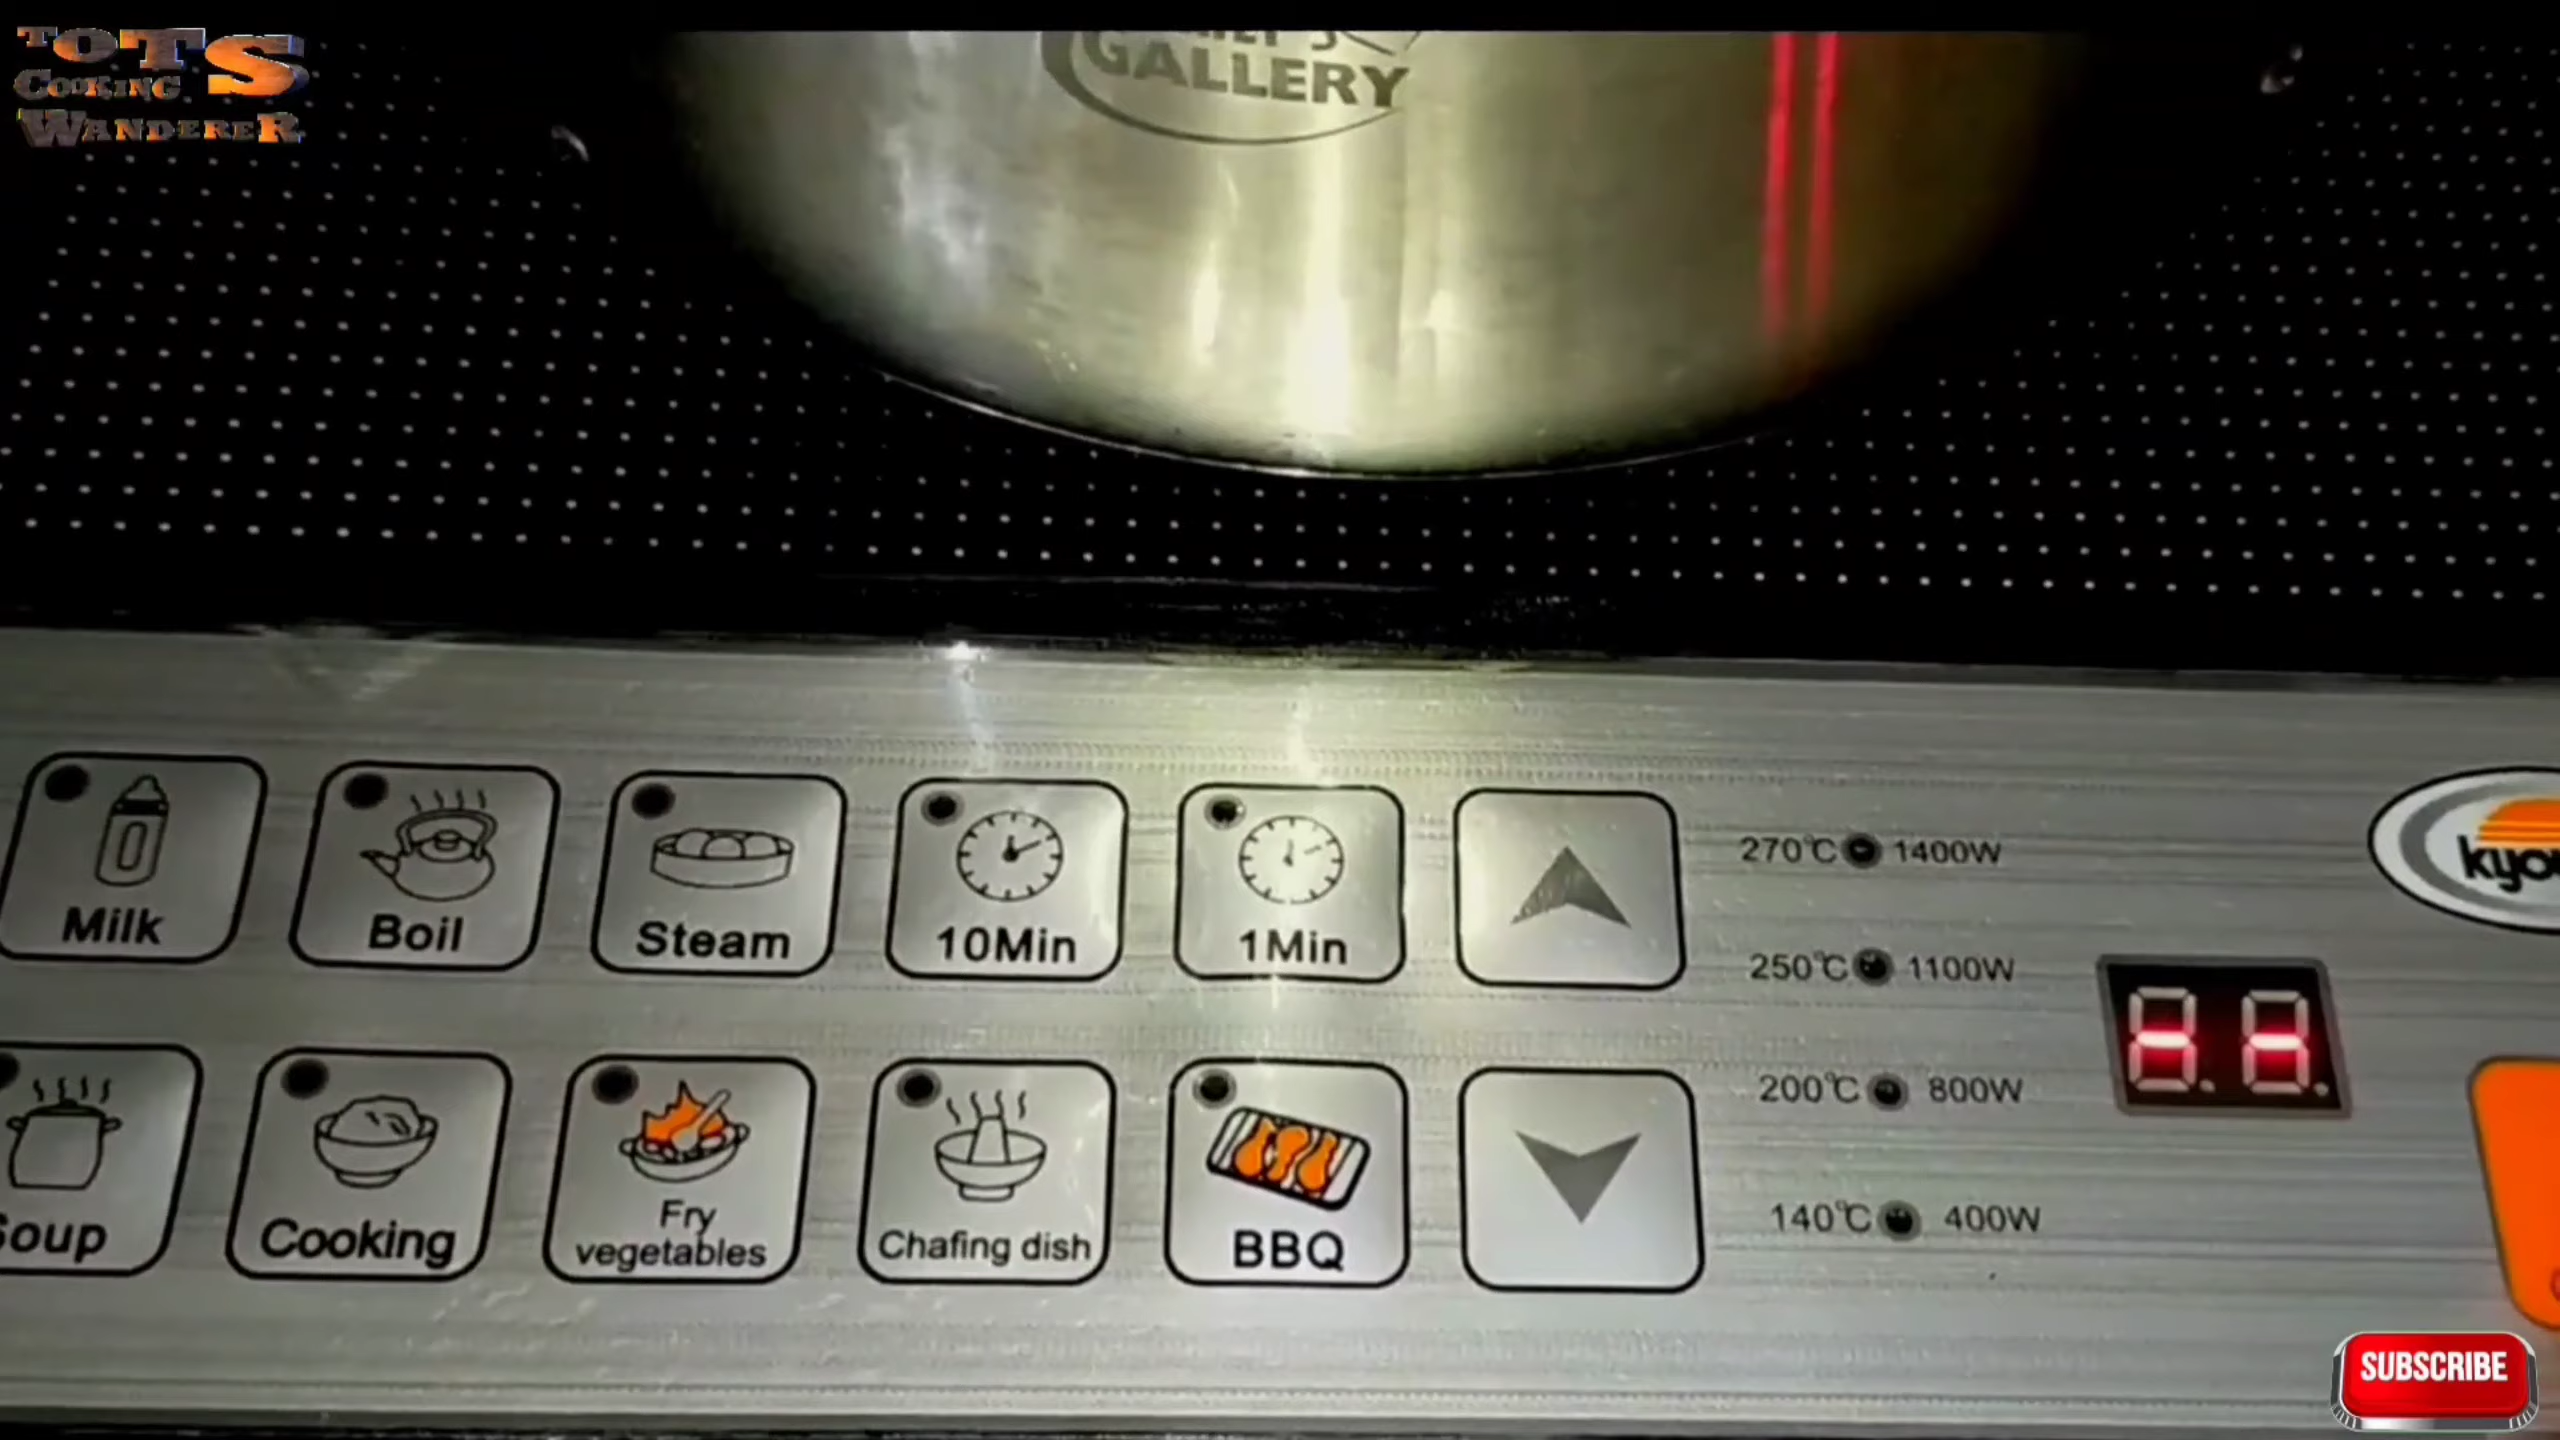 TOTS
COOKING
WANDERER
GALLERY
Milk
Boil
Steam
10Min
1Min
270℃ 1400W
250℃ 1100W
200℃ 800W
140℃ 400W
--
Cooking
Fry
vegetables
Chafing dish
BBQ
SUBSCRIBE